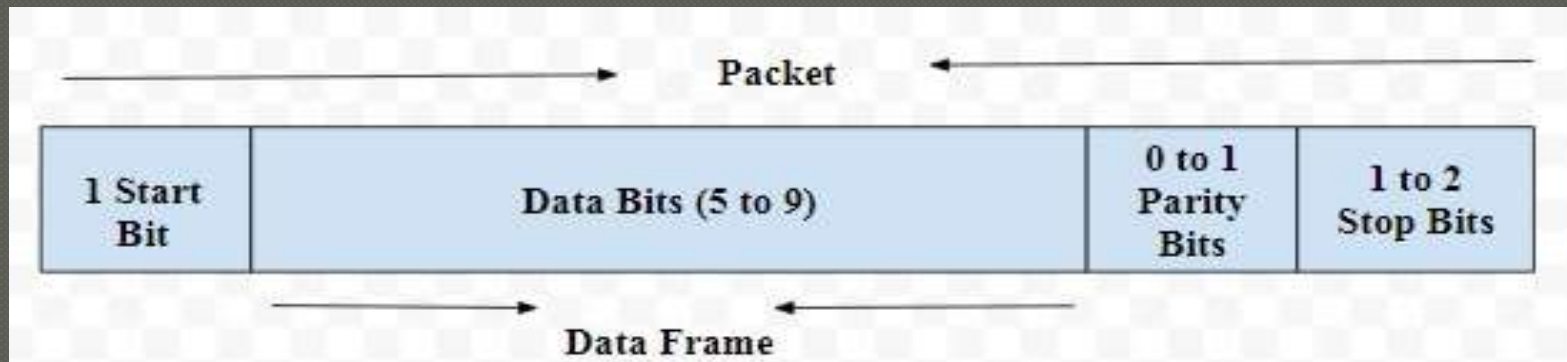 Packet
1 Start
Bit
Data Bits (5 to 9)
0 to 1
Parity
Bits
1 to 2
Stop Bits
Data Frame